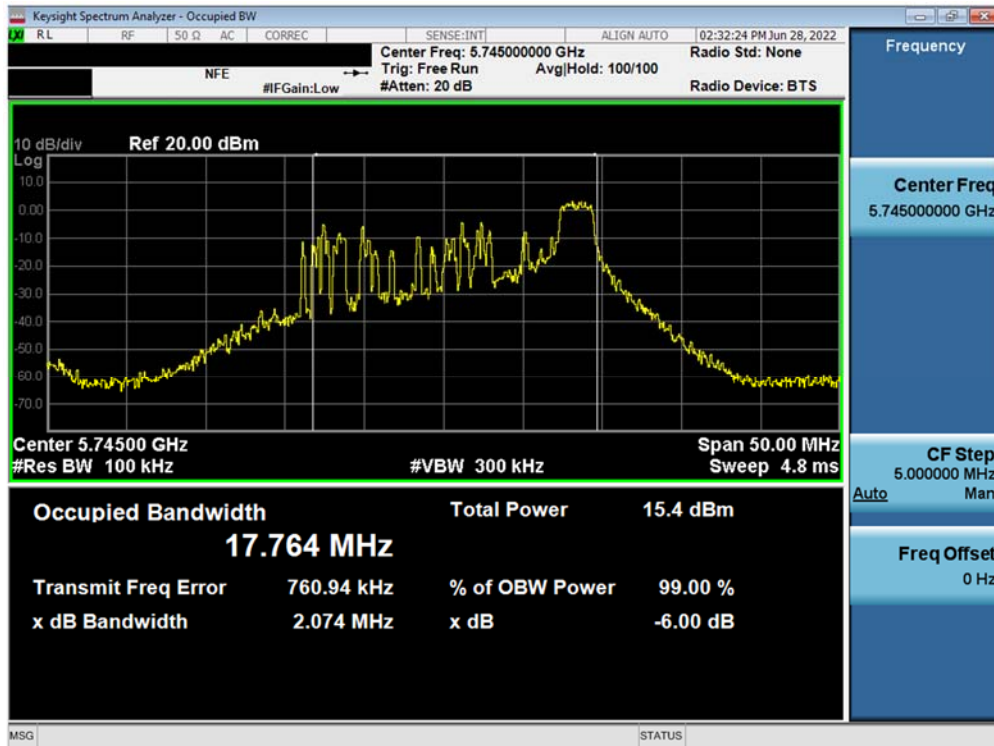 Keysight Spectrum Analyzer - Occupied BW
LXI RL RF 50 Ω AC CORREC SENSE:INT ALIGN AUTO 02:32:24 PM Jun 28, 2022
Center Freq: 5.745000000 GHz Radio Std: None
NFE Trig: Free Run Avg|Hold: 100/100
#IFGain:Low #Atten: 20 dB Radio Device: BTS
10 dB/div Ref 20.00 dBm
Log
10.0
0.00
-10.0
-20.0
-30.0
-40.0
-50.0
-60.0
-70.0
Center 5.74500 GHz Span 50.00 MHz
#Res BW 100 kHz #VBW 300 kHz Sweep 4.8 ms
Occupied Bandwidth Total Power 15.4 dBm
17.764 MHz
Transmit Freq Error 760.94 kHz % of OBW Power 99.00 %
x dB Bandwidth 2.074 MHz x dB -6.00 dB
Frequency
Center Freq
5.745000000 GHz
CF Step
5.000000 MHz
Auto Man
Freq Offset
0 Hz
MSG STATUS